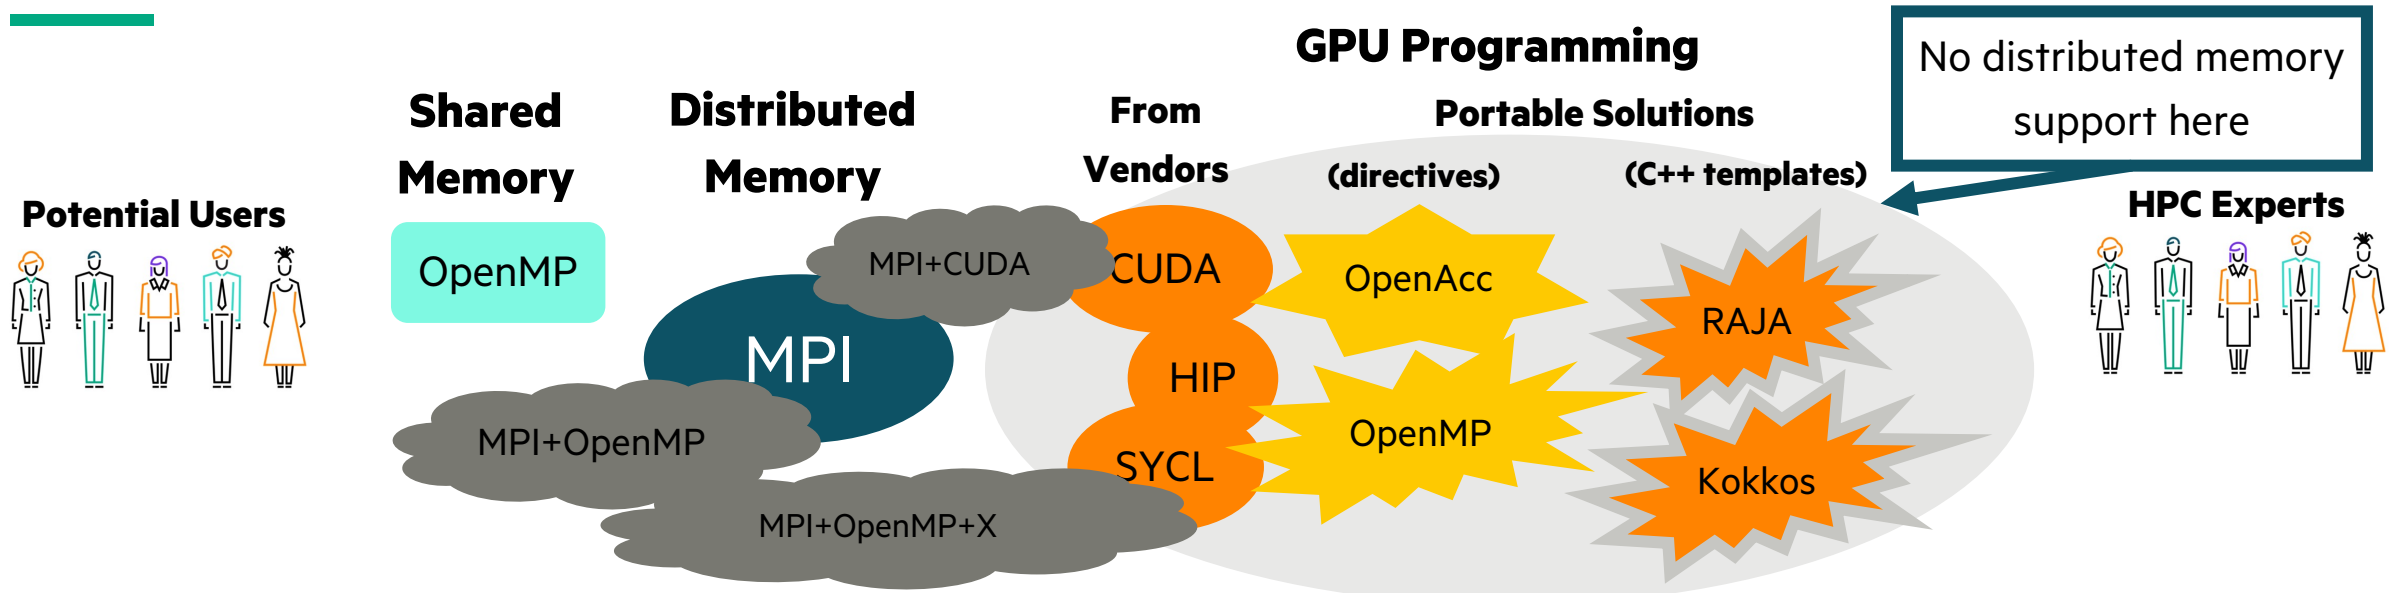 GPU Programming
No distributed memory
support here
Shared
Memory
Distributed
Memory
From
Vendors
Portable Solutions
(directives)
(C++ templates)
Potential Users
HPC Experts
OpenMP
MPI+CUDA
CUDA
OpenAcc
RAJA
MPI
HIP
MPI+OpenMP
SYCL
OpenMP
Kokkos
MPI+OpenMP+X